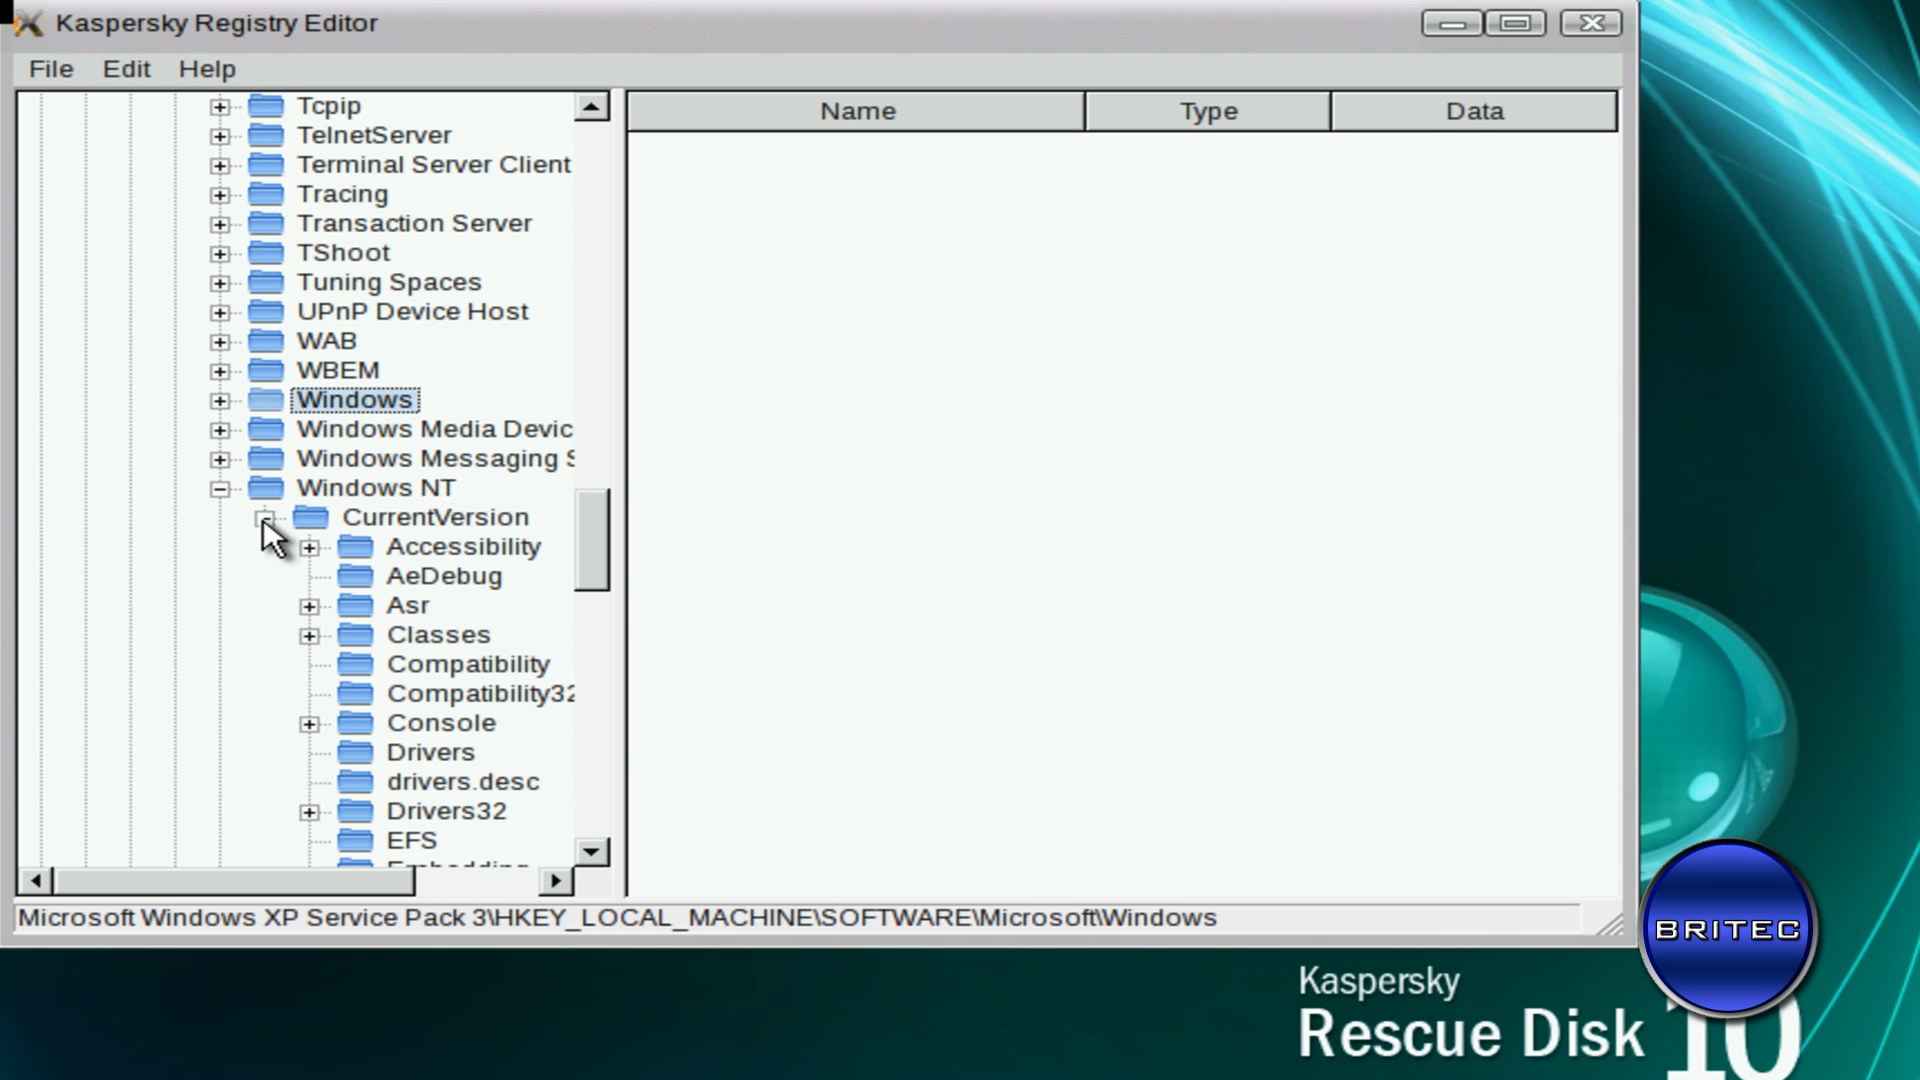 Kaspersky Registry Editor
File Edit Help
Tcpip
TelnetServer
Terminal Server Client
Tracing
Transaction Server
TShoot
Tuning Spaces
UPnP Device Host
WAB
WBEM
Windows
Windows Media Devic
Windows Messaging S
Windows NT
CurrentVersion
Accessibility
AeDebug
Asr
Classes
Compatibility
Compatibility32
Console
Drivers
drivers.desc
Drivers32
EFS
Embedding
Name Type Data
Microsoft Windows XP Service Pack 3\HKEY_LOCAL_MACHINE\SOFTWARE\Microsoft\Windows
BRITEC
Kaspersky
Rescue Disk 10